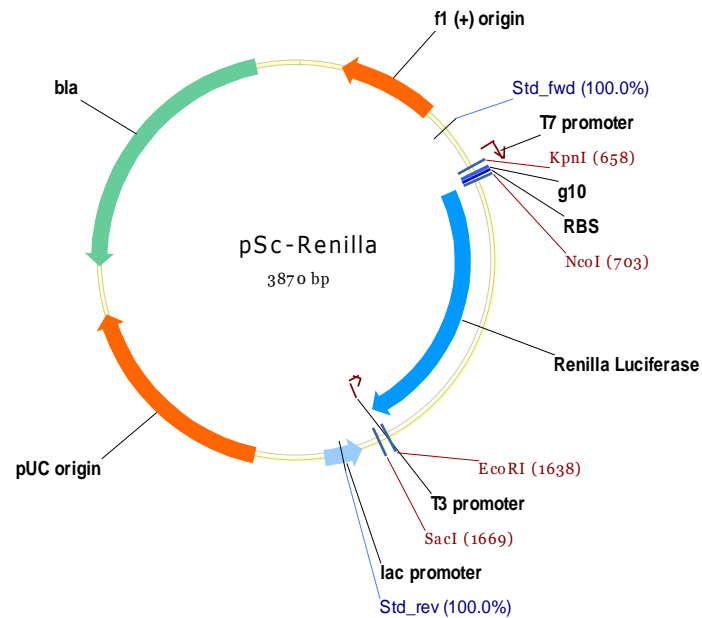 f1 (+) origin
bla
Std_fwd (100.0%)
T7 promoter
KpnI (658)
g10
RBS
NcoI (703)
pSc-Renilla
3870 bp
Renilla Luciferase
pUC origin
EcoRI (1638)
T3 promoter
SacI (1669)
lac promoter
Std_rev (100.0%)